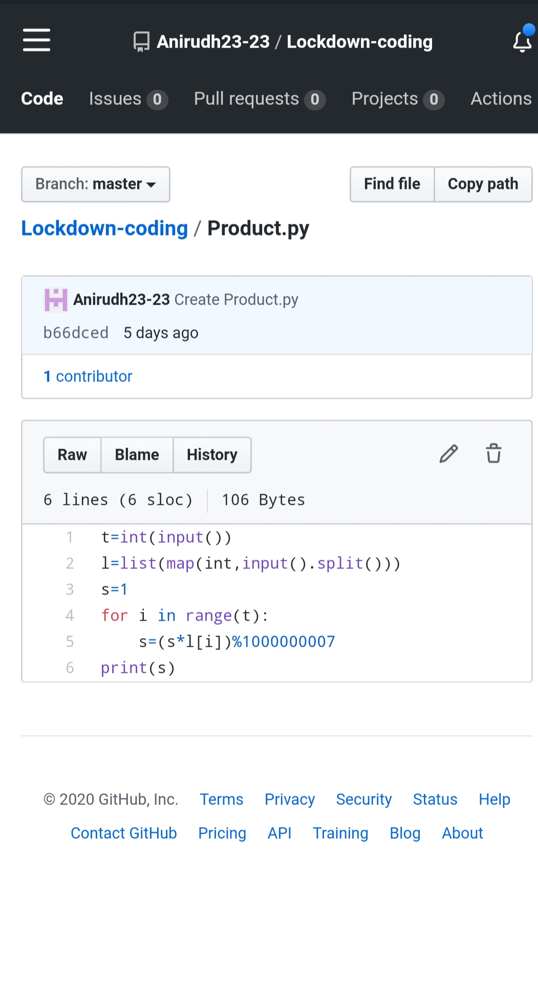 Anirudh23-23 / Lockdown-coding
Code Issues 0 Pull requests 0 Projects 0 Actions
Branch: master Find file Copy path
Lockdown-coding / Product.py
Anirudh23-23 Create Product.py
b66dced 5 days ago
1 contributor
Raw Blame History
6 lines (6 sloc) 106 Bytes
1 t=int(input())
2 l=list(map(int,input().split()))
3 s=1
4 for i in range(t):
5     s=(s*l[i])%1000000007
6 print(s)
© 2020 GitHub, Inc. Terms Privacy Security Status Help
Contact GitHub Pricing API Training Blog About